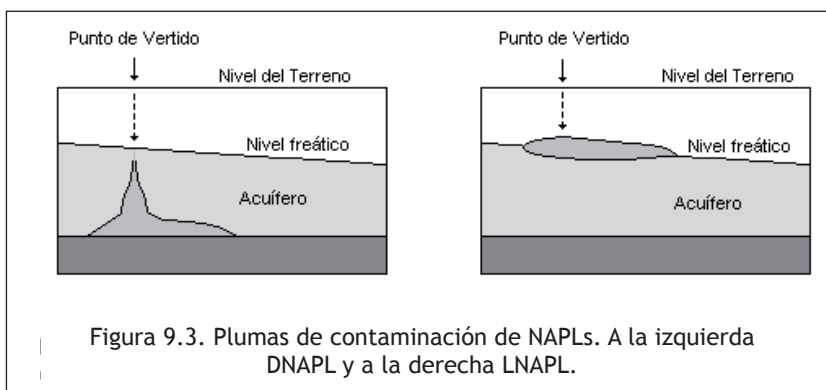 Punto de Vertido
Nivel del Terreno
Nivel freático
Acuífero
Punto de Vertido
Nivel del Terreno
Nivel freático
Acuífero
Figura 9.3. Plumas de contaminación de NAPLs. A la izquierda
DNAPL y a la derecha LNAPL.